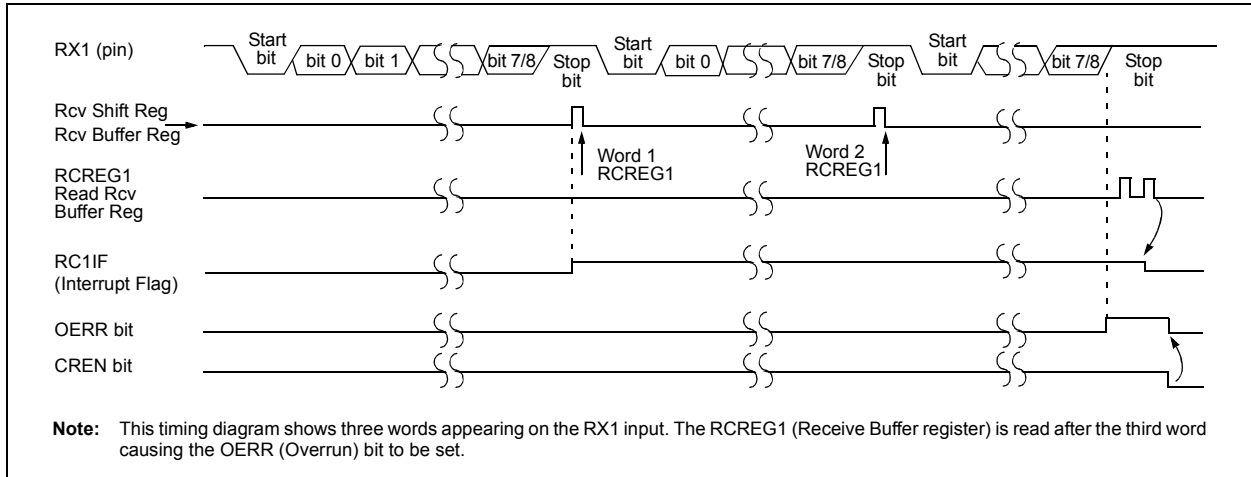 RX1 (pin)
Start bit
bit 0
bit 1
bit 7/8
Stop bit
Start bit
bit 0
bit 7/8
Stop bit
Start bit
bit 7/8
Stop bit
Rcv Shift Reg
Rcv Buffer Reg
Word 1
RCREG1
Word 2
RCREG1
RCREG1
Read Rcv
Buffer Reg
RC1IF
(Interrupt Flag)
OERR bit
CREN bit
Note: This timing diagram shows three words appearing on the RX1 input. The RCREG1 (Receive Buffer register) is read after the third word
causing the OERR (Overrun) bit to be set.